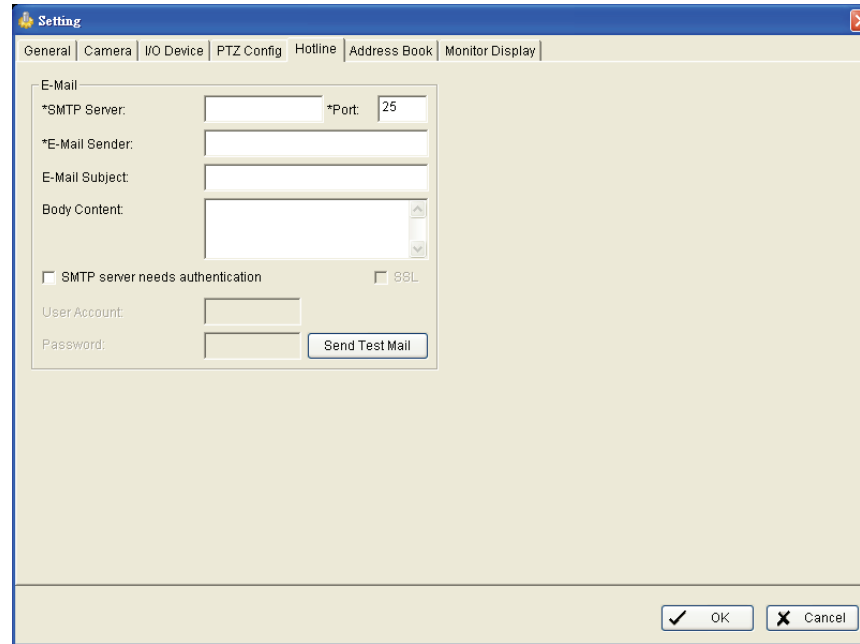 Setting
General Camera I/O Device PTZ Config Hotline Address Book Monitor Display
E-Mail
*SMTP Server: *Port: 25
*E-Mail Sender:
E-Mail Subject:
Body Content:
SMTP server needs authentication SSL
User Account:
Password: Send Test Mail
OK Cancel